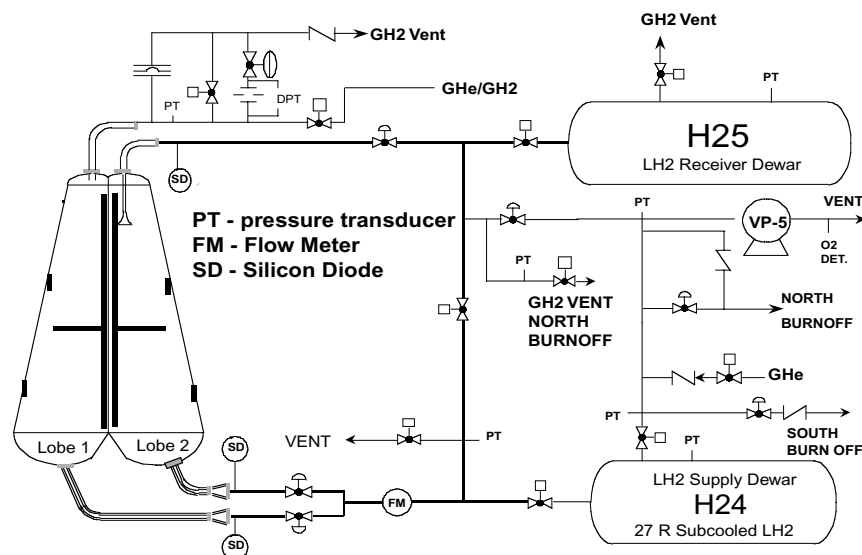 GH2 Vent
GH2 Vent
PT
DPT
GHe/GH2
PT
H25
LH2 Receiver Dewar
SD
PT - pressure transducer
FM - Flow Meter
SD - Silicon Diode
PT
VP-5
VENT
O2
DET.
PT
GH2 VENT
NORTH
BURNOFF
NORTH
BURNOFF
GHe
PT
SOUTH
BURN OFF
Lobe 1
Lobe 2
SD
VENT
PT
PT
LH2 Supply Dewar
H24
27 R Subcooled LH2
FM
SD